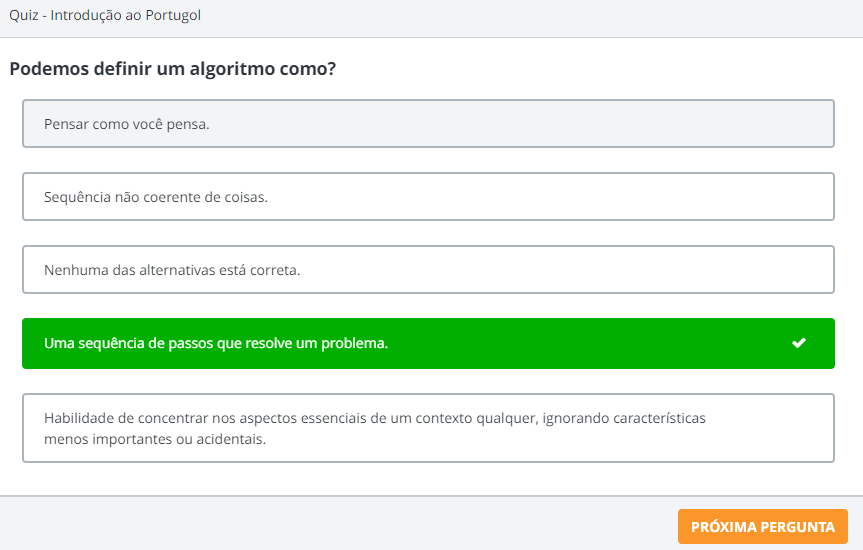 Quiz - Introdução ao Portugol
Podemos definir um algoritmo como?
Pensar como você pensa.
Sequência não coerente de coisas.
Nenhuma das alternativas está correta.
Uma sequência de passos que resolve um problema.
Habilidade de concentrar nos aspectos essenciais de um contexto qualquer, ignorando características
menos importantes ou acidentais.
PRÓXIMA PERGUNTA